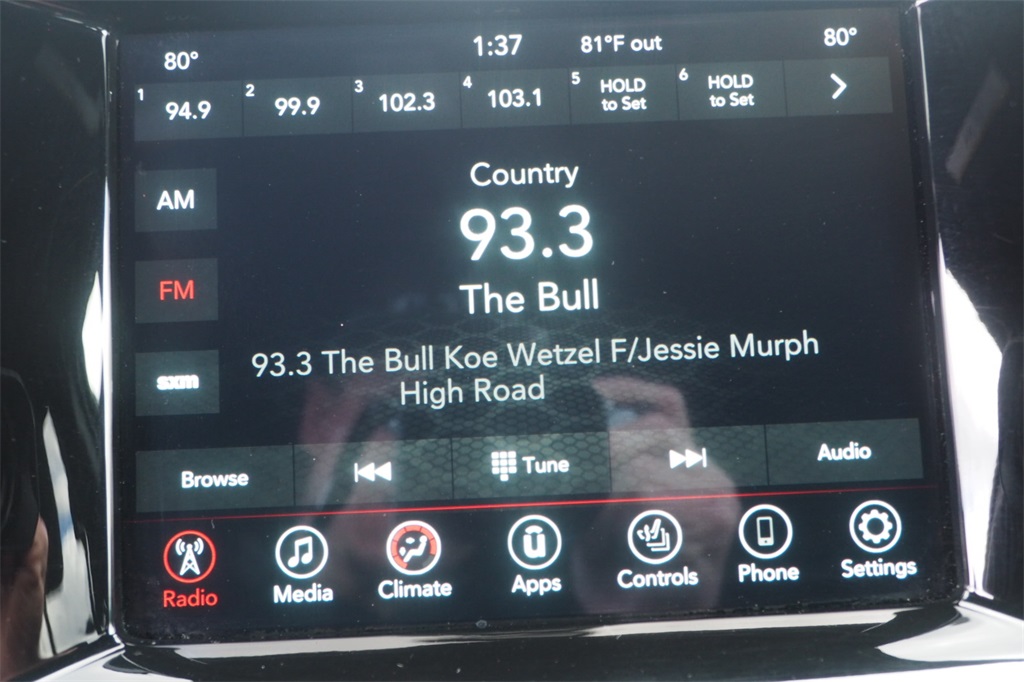 80° 1:37 81°F out 80°
1 94.9 2 99.9 3 102.3 4 103.1 5 HOLD to Set 6 HOLD to Set
AM
Country
93.3
FM
The Bull
93.3 The Bull Koe Wetzel F/Jessie Murph
sxm
High Road
Browse Tune Audio
Radio Media Climate Apps Controls Phone Settings